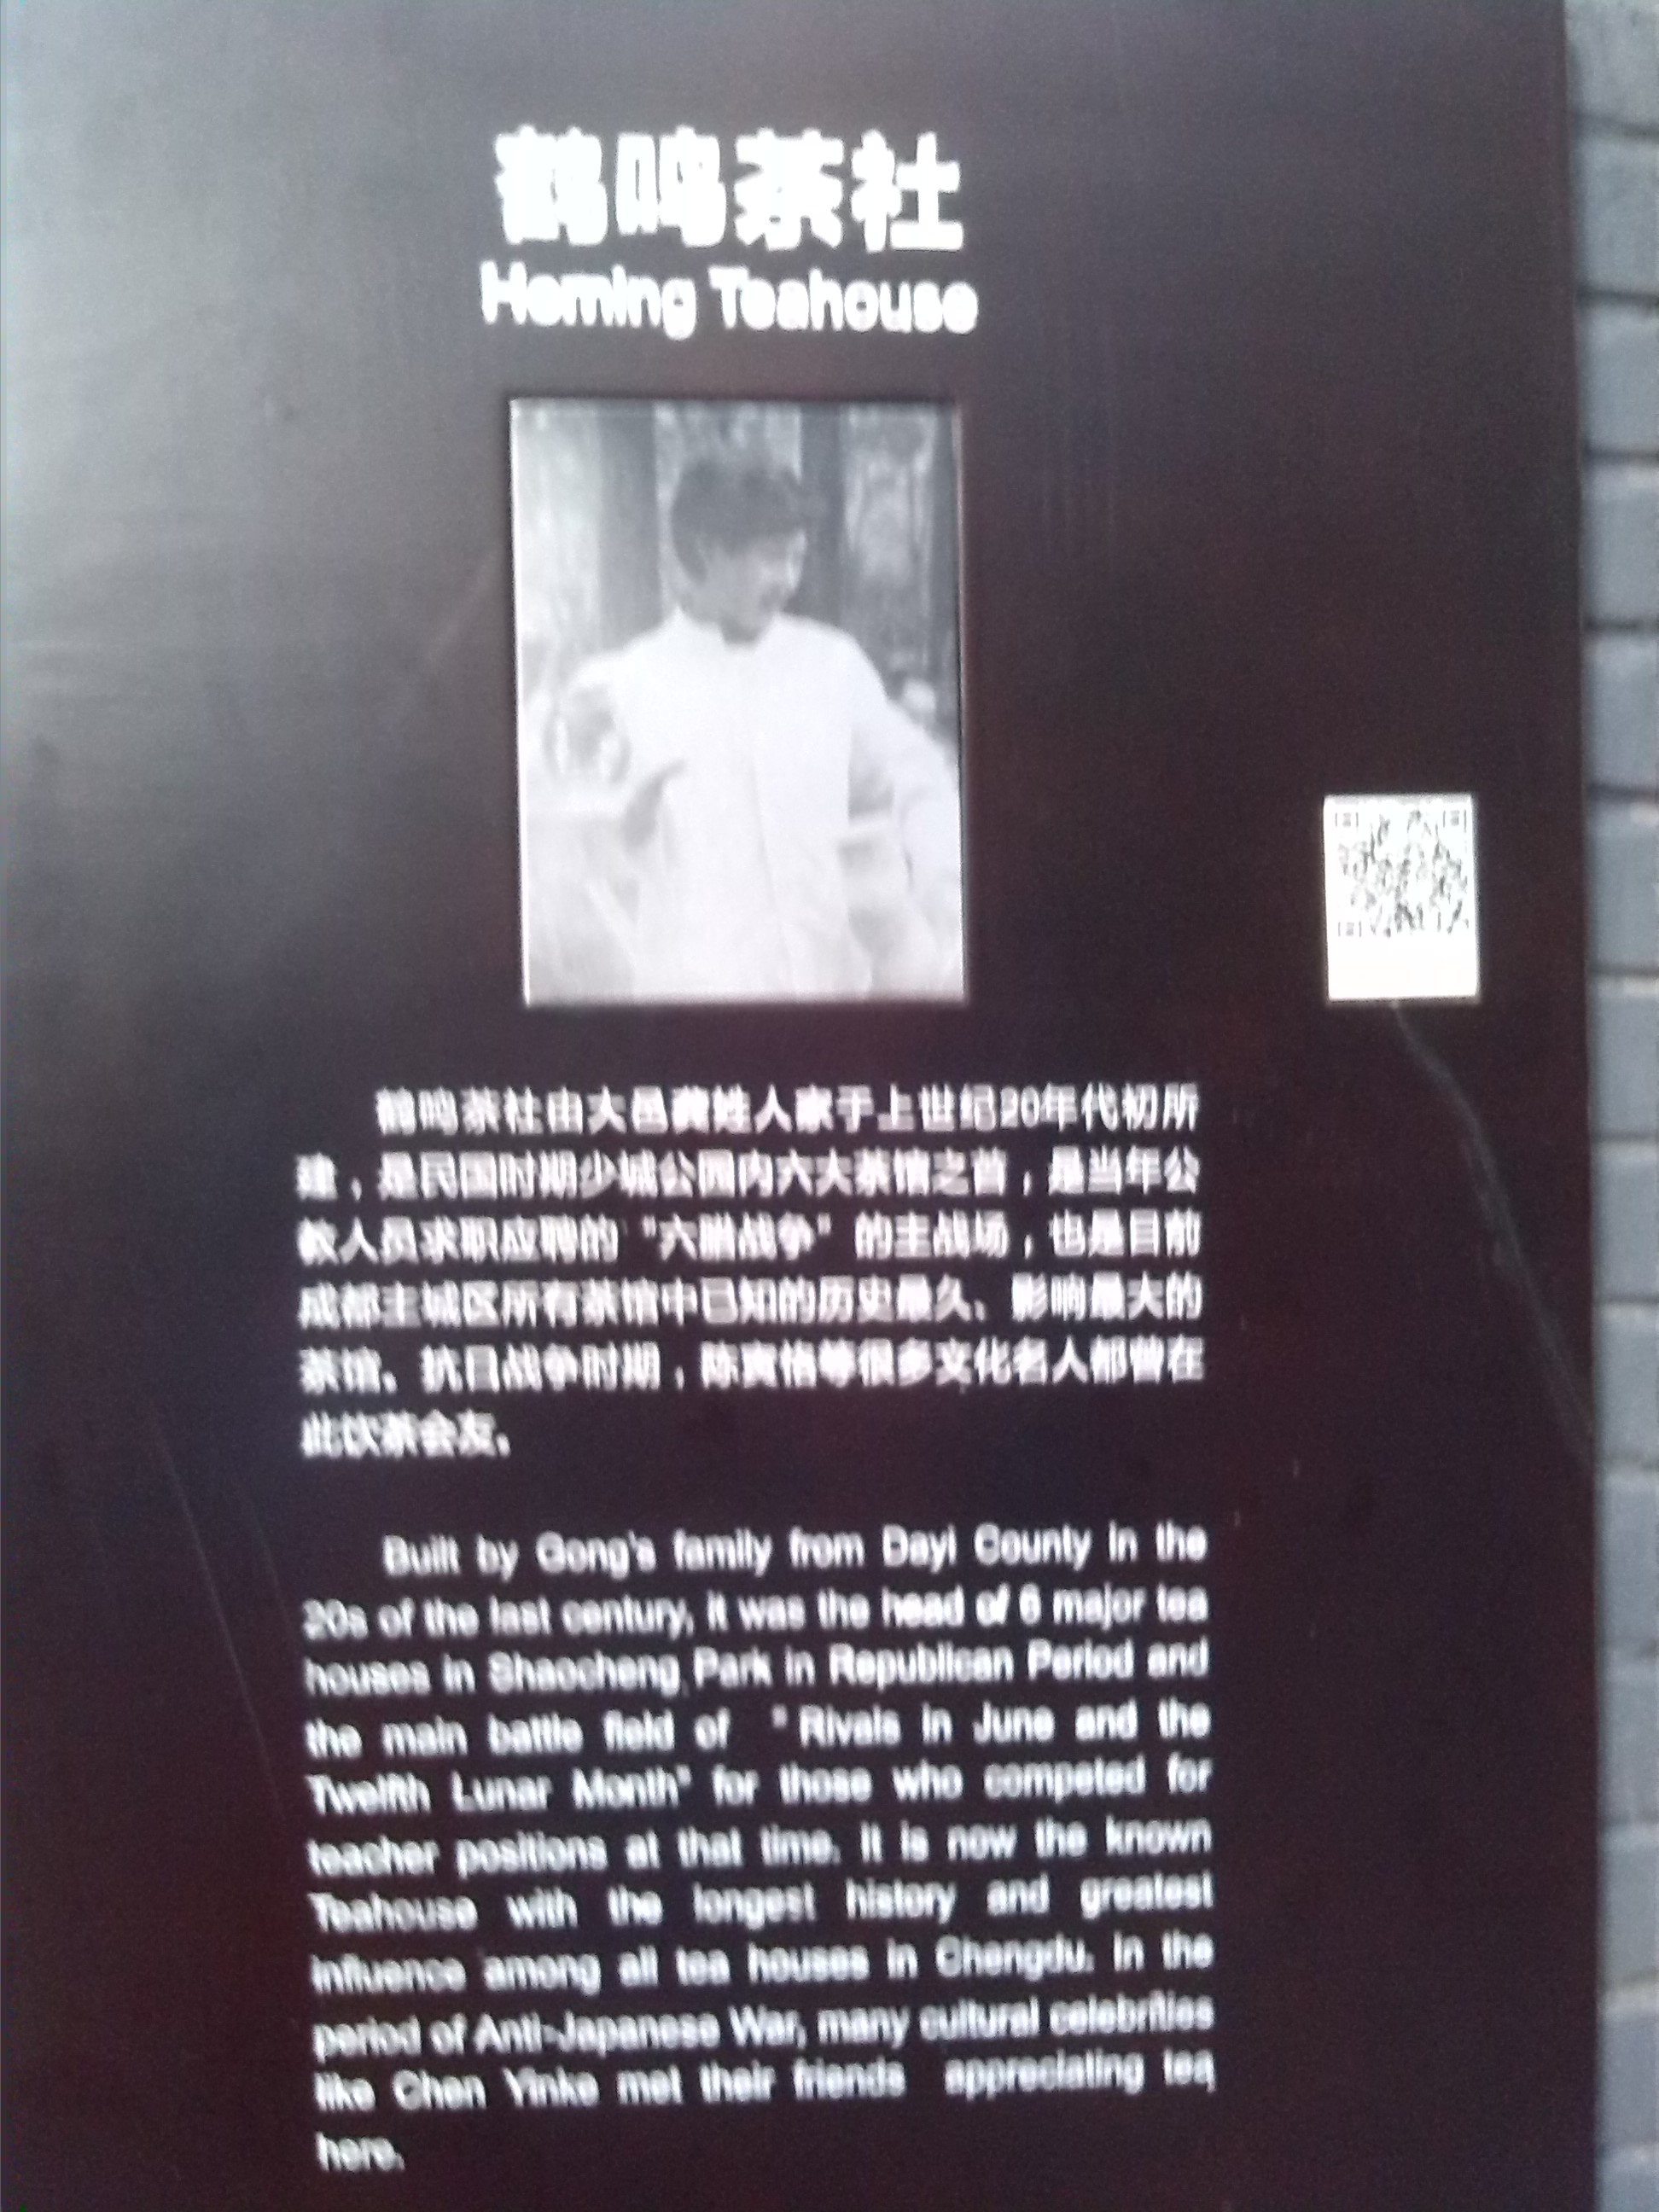 鹤鸣茶社
Heming Teahouse
鹤鸣茶社由大邑龚姓人家于上世纪20年代初所
建，是民国时期少城公园内六大茶馆之首，是当年公
教人员求职应聘的“六腊战争”的主战场，也是目前
成都主城区所有茶馆中已知的历史最久、影响最大的
茶馆。抗日战争时期，陈寅恪等很多文化名人都曾在
此饮茶会友。
Built by Gong's family from Dayi County in the
20s of the last century, it was the head of 6 major tea
houses in Shaocheng Park in Republican Period and
the main battle field of " Rivals in June and the
Twelfth Lunar Month" for those who competed for
teacher positions at that time. It is now the known
Teahouse with the longest history and greatest
influence among all tea houses in Chengdu. In the
period of Anti-Japanese War, many cultural celebrities
like Chen Yinke met their friends appreciating tea
here.